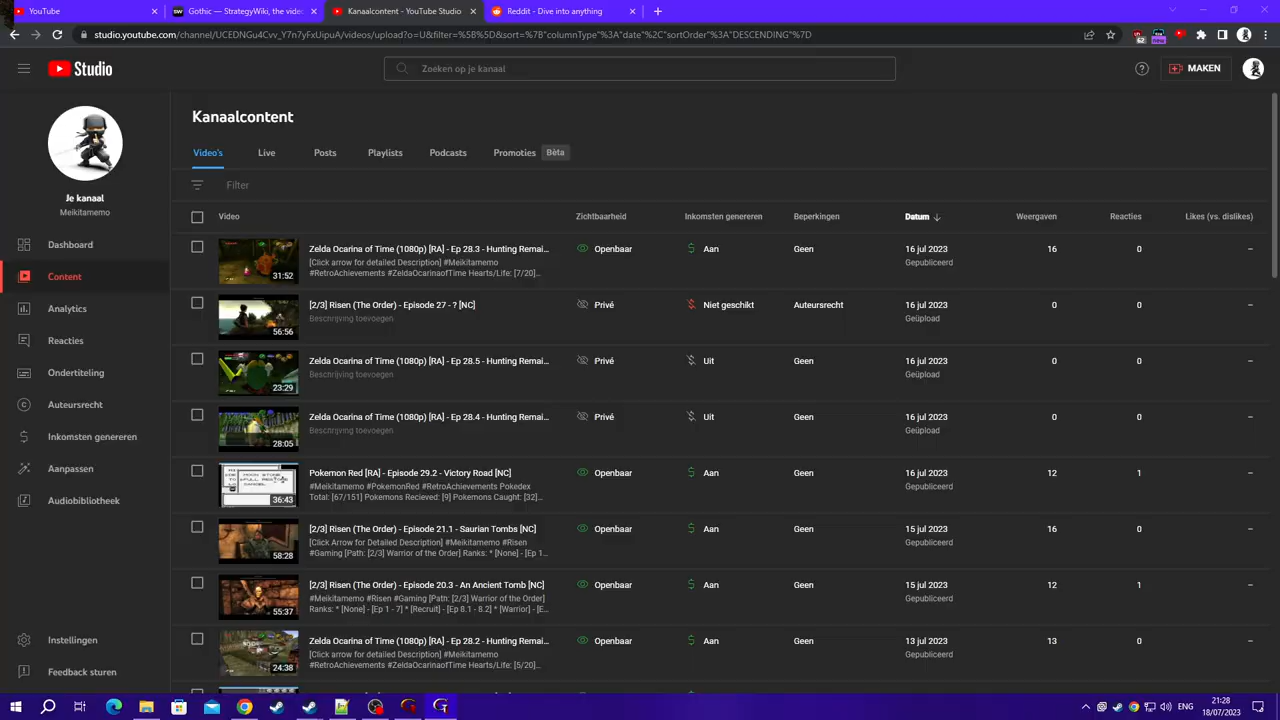 YouTube
Gothic — StrategyWiki, the video
Kanaalcontent - YouTube Studio
Reddit - Dive into anything
studio.youtube.com/channel/UCEDNGu4Cvv_Y7n7yFxUipuA/videos/upload?o=U&filter=%5B%5D&sort=%7B"columnType"%3A"date"%2C"sortOrder"%3A"DESCENDING"%7D
62
New
Studio
Zoeken op je kanaal
MAKEN
Kanaalcontent
Video's Live Posts Playlists Podcasts Promoties Bèta
Filter
Je kanaal
Meikitamemo
Dashboard
Content
Analytics
Reacties
Ondertiteling
Auteursrecht
Inkomsten genereren
Aanpassen
Audiobibliotheek
Instellingen
Feedback sturen
Video Zichtbaarheid Inkomsten genereren Beperkingen Datum Weergaven Reacties Likes (vs. dislikes)
31:52
Zelda Ocarina of Time (1080p) [RA] - Ep 28.3 - Hunting Remai... Openbaar Aan Geen 16 jul 2023 16 0 –
[Click arrow for detailed Description] #Meikitamemo Gepubliceerd
#RetroAchievements #ZeldaOcarinaofTime Hearts/Life: [7/20]...
56:56
[2/3] Risen (The Order) - Episode 27 - ? [NC] Privé Niet geschikt Auteursrecht 16 jul 2023 0 0 –
Beschrijving toevoegen Geüpload
23:29
Zelda Ocarina of Time (1080p) [RA] - Ep 28.5 - Hunting Remai... Privé Uit Geen 16 jul 2023 0 0 –
Beschrijving toevoegen Geüpload
28:05
Zelda Ocarina of Time (1080p) [RA] - Ep 28.4 - Hunting Remai... Privé Uit Geen 16 jul 2023 0 0 –
Beschrijving toevoegen Geüpload
36:43
Pokemon Red [RA] - Episode 29.2 - Victory Road [NC] Openbaar Aan Geen 16 jul 2023 12 0 –
#Meikitamemo #PokemonRed #RetroAchievements Pokedex Gepubliceerd
Total: [67/151] Pokemons Recieved: [9] Pokemons Caught: [32]...
58:28
[2/3] Risen (The Order) - Episode 21.1 - Saurian Tombs [NC] Openbaar Aan Geen 15 jul 2023 16 0 –
[Click Arrow for Detailed Description] #Meikitamemo #Risen Gepubliceerd
#Gaming [Path: [2/3] Warrior of the Order] Ranks: * [None] - [Ep 1...
55:37
[2/3] Risen (The Order) - Episode 20.3 - An Ancient Tomb [NC] Openbaar Aan Geen 15 jul 2023 12 1 –
#Meikitamemo #Risen #Gaming [Path: [2/3] Warrior of the Order] Gepubliceerd
Ranks: * [None] - [Ep 1 - 7] * [Recruit] - [Ep 8.1 - 8.2] * [Warrior] - [E...
24:38
Zelda Ocarina of Time (1080p) [RA] - Ep 28.2 - Hunting Remai... Openbaar Aan Geen 13 jul 2023 13 0 –
[Click arrow for detailed Description] #Meikitamemo Gepubliceerd
#RetroAchievements #ZeldaOcarinaofTime Hearts/Life: [5/20]...
ENG
21:28
18/07/2023